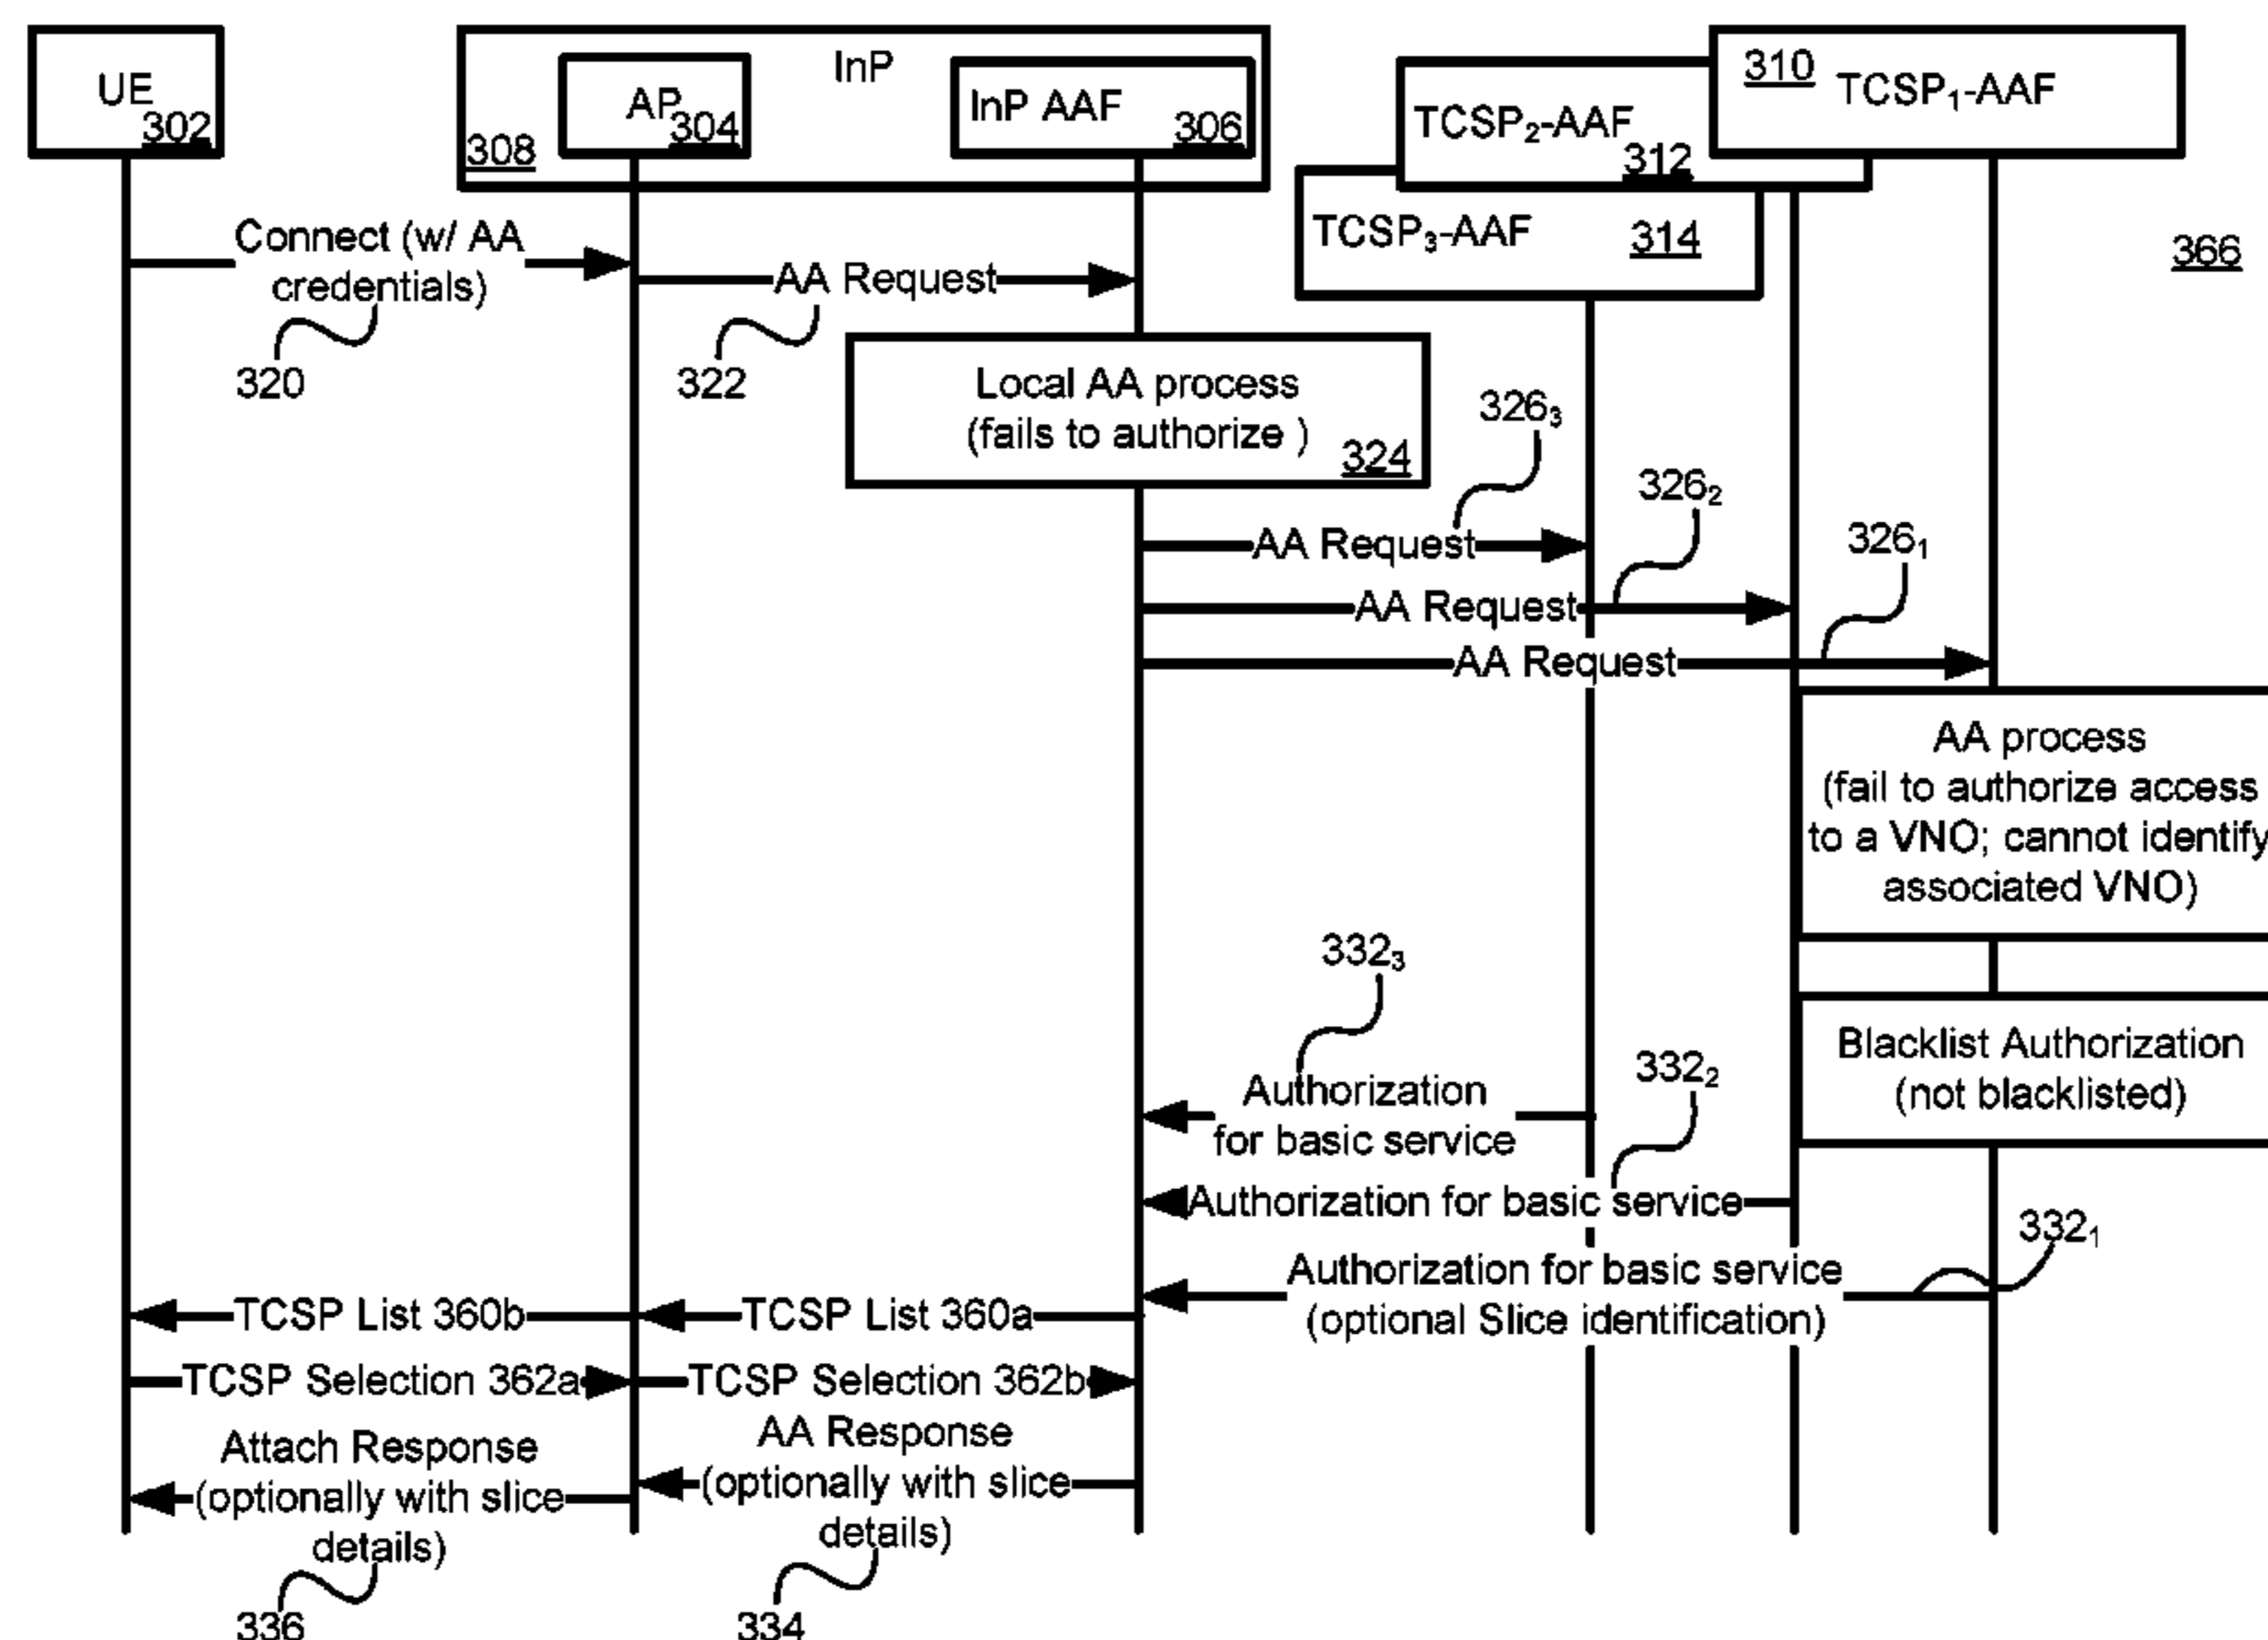 UE
302
InP
308
AP
304
InP AAF
306
310
TCSP₁-AAF
TCSP₂-AAF
312
TCSP₃-AAF
314
366
Connect (w/ AA
credentials)
320
AA Request
322
Local AA process
(fails to authorize )
324
326₃
AA Request
326₂
AA Request
326₁
AA Request
AA process
(fail to authorize access
to a VNO; cannot identify
associated VNO)
Blacklist Authorization
(not blacklisted)
332₃
Authorization
for basic service
332₂
Authorization for basic service
332₁
Authorization for basic service
(optional Slice identification)
TCSP List 360b
TCSP List 360a
TCSP Selection 362a
TCSP Selection 362b
Attach Response
(optionally with slice
details)
336
AA Response
(optionally with slice
details)
334